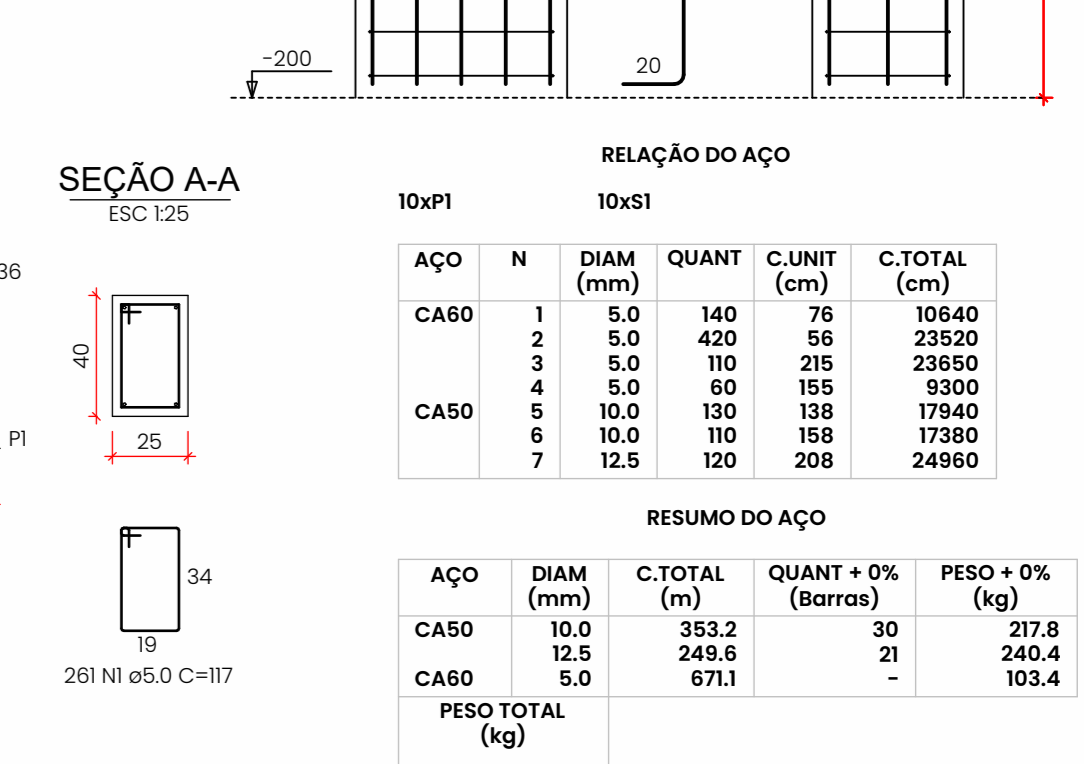 -200
20
RELAÇÃO DO AÇO
SEÇÃO A-A
ESC 1:25
10xP1 10xS1
36
AÇO N DIAM (mm) QUANT C.UNIT (cm) C.TOTAL (cm)
CA60 1 5.0 140 76 10640
2 5.0 420 56 23520
3 5.0 110 215 23650
4 5.0 60 155 9300
CA50 5 10.0 130 138 17940
6 10.0 110 158 17380
7 12.5 120 208 24960
40
25
P1
RESUMO DO AÇO
AÇO DIAM (mm) C.TOTAL (m) QUANT + 0% (Barras) PESO + 0% (kg)
CA50 10.0 353.2 30 217.8
12.5 249.6 21 240.4
CA60 5.0 671.1 - 103.4
PESO TOTAL
(kg)
34
19
261 N1 ø5.0 C=117